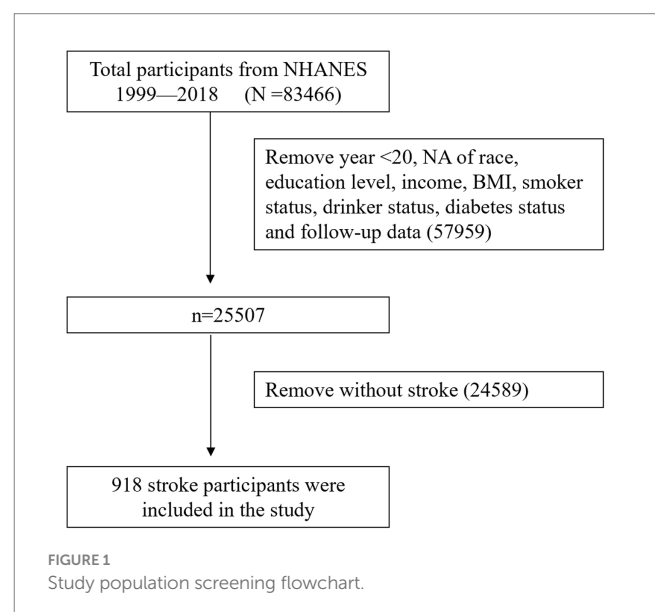 Total participants from NHANES
1999—2018 (N =83466)
Remove year <20, NA of race,
education level, income, BMI, smoker
status, drinker status, diabetes status
and follow-up data (57959)
n=25507
Remove without stroke (24589)
918 stroke participants were
included in the study
FIGURE 1
Study population screening flowchart.